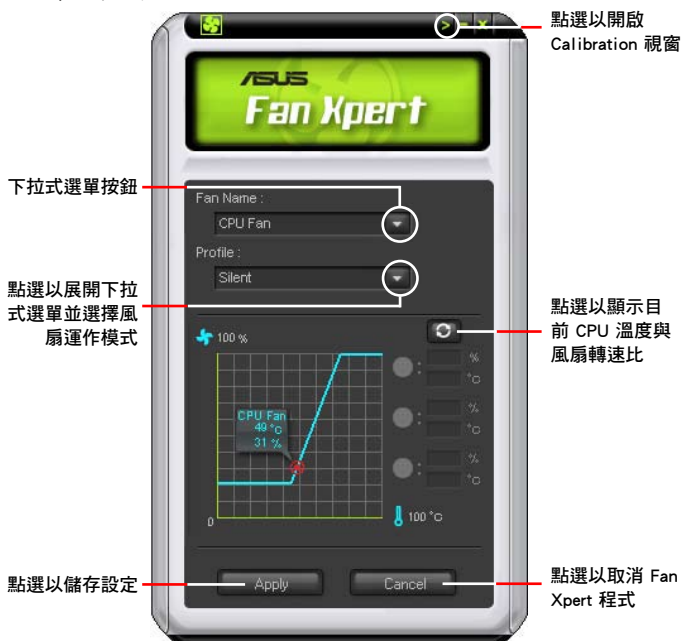 點選以開啟
Calibration 視窗
ASUS
Fan Xpert
下拉式選單按鈕
Fan Name :
CPU Fan
Profile :
Silent
點選以展開下拉
式選單並選擇風
扇運作模式
點選以顯示目
前 CPU 溫度與
風扇轉速比
100 %
CPU Fan
49 °C
31 %
: %
°C
: %
°C
: %
°C
0
100 °C
點選以儲存設定
Apply
Cancel
點選以取消 Fan
Xpert 程式